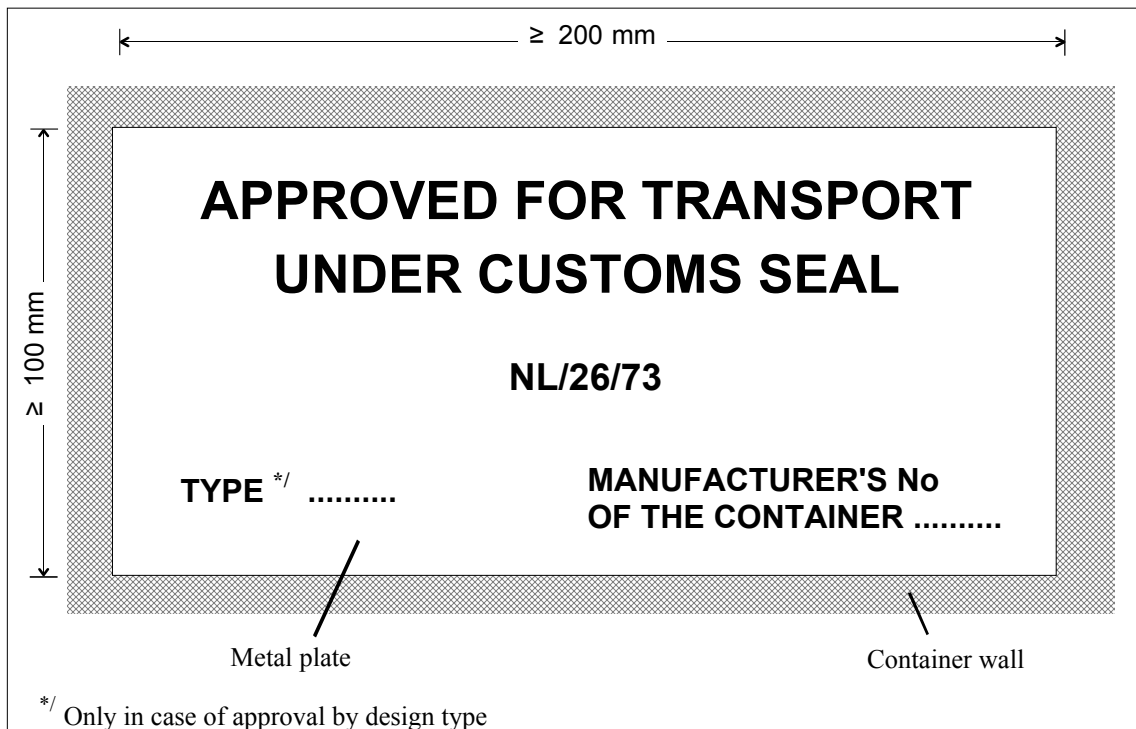 ≥ 200 mm
≥ 100 mm
APPROVED FOR TRANSPORT
UNDER CUSTOMS SEAL
NL/26/73
TYPE */ ..........
MANUFACTURER'S No
OF THE CONTAINER ..........
Metal plate
Container wall
*/ Only in case of approval by design type